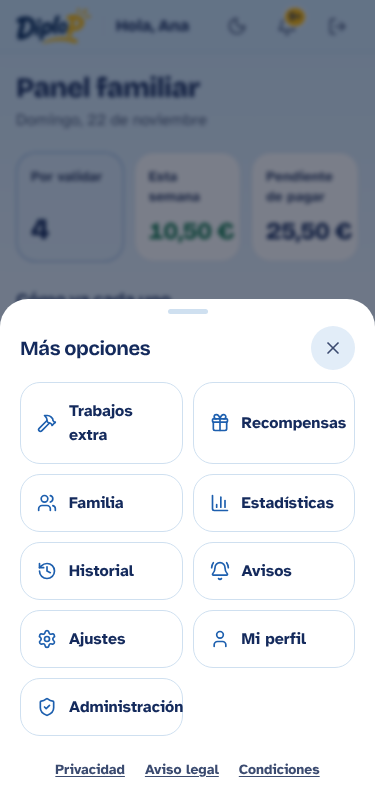 DiploP
Hola, Ana
Panel familiar
Domingo, 22 de noviembre
Por validar
Esta
semana
Pendiente
de pagar
4
10,50 €
25,50 €
Más opciones
Trabajos
extra
Recompensas
Familia
Estadísticas
Historial
Avisos
Ajustes
Mi perfil
Administración
Privacidad
Aviso legal
Condiciones